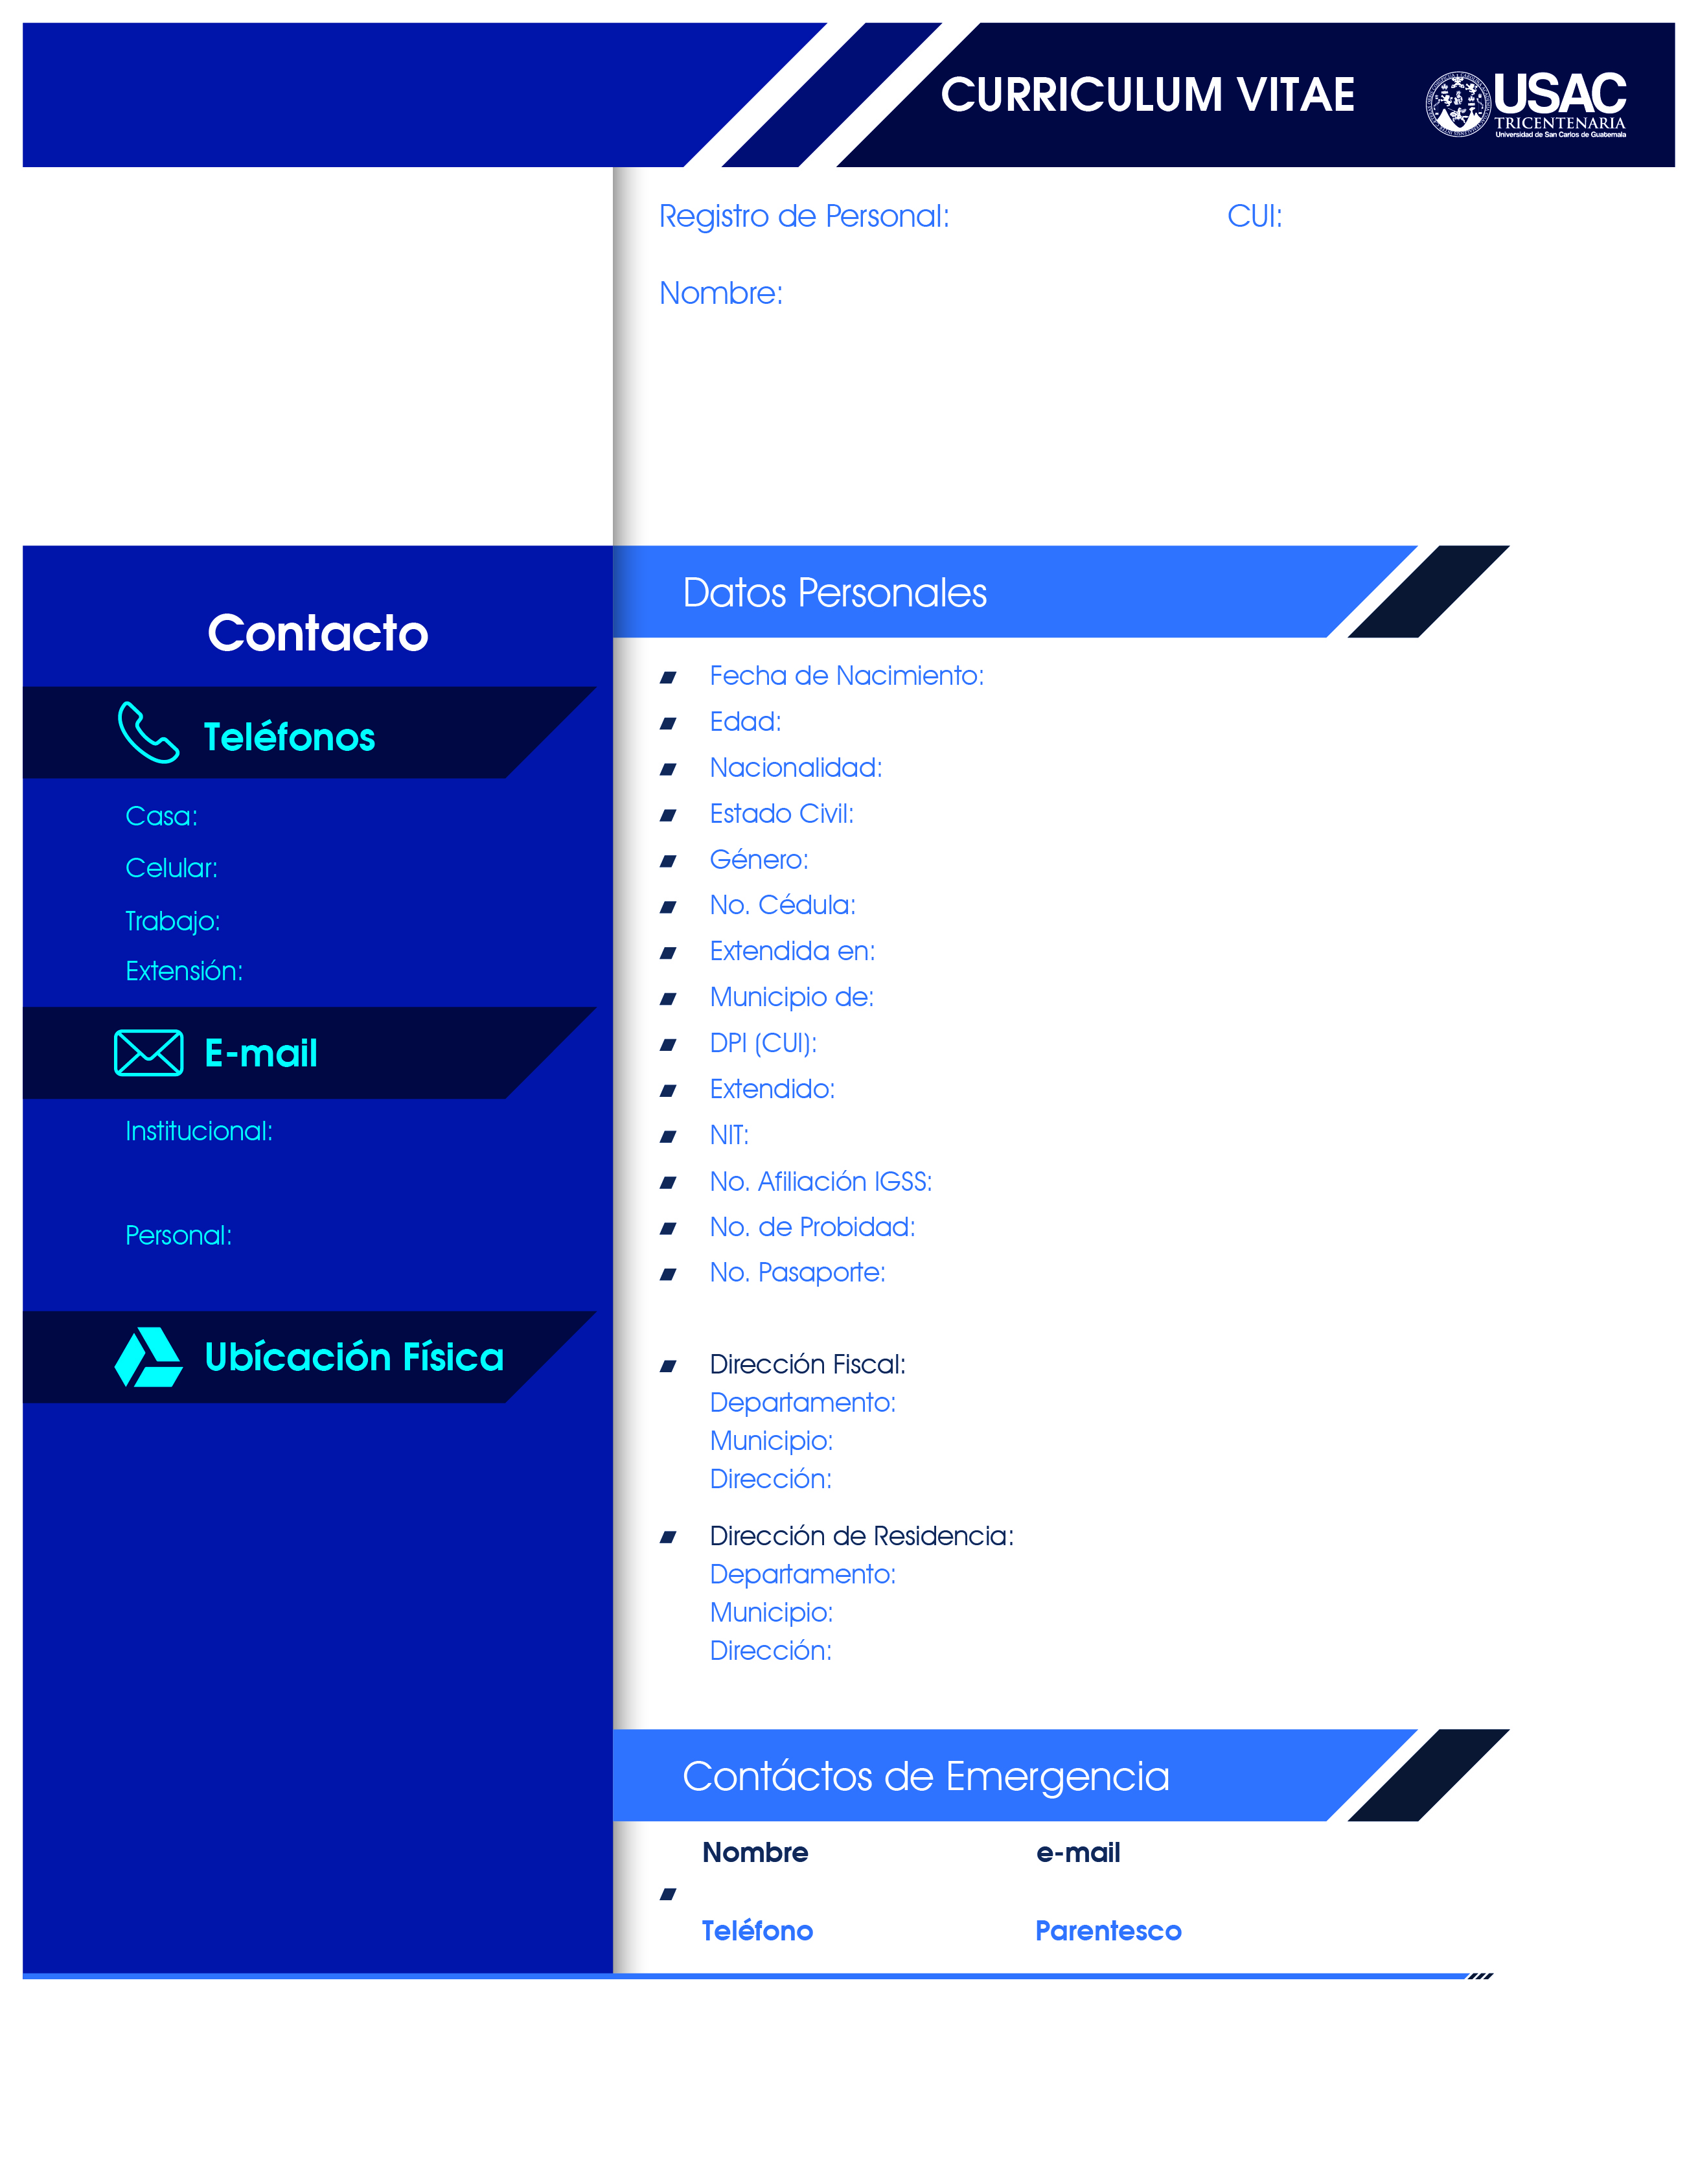 CURRICULUM VITAE
USAC
TRICENTENARIA
Universidad de San Carlos de Guatemala
Registro de Personal: CUI:
Nombre:
Contacto
Teléfonos
Casa:
Celular:
Trabajo:
Extensión:
E-mail
Institucional:
Personal:
Ubícación Física
Datos Personales
Fecha de Nacimiento:
Edad:
Nacionalidad:
Estado Civil:
Género:
No. Cédula:
Extendida en:
Municipio de:
DPI (CUI):
Extendido:
NIT:
No. Afiliación IGSS:
No. de Probidad:
No. Pasaporte:
Dirección Fiscal:
Departamento:
Municipio:
Dirección:
Dirección de Residencia:
Departamento:
Municipio:
Dirección:
Contáctos de Emergencia
Nombre e-mail
Teléfono Parentesco